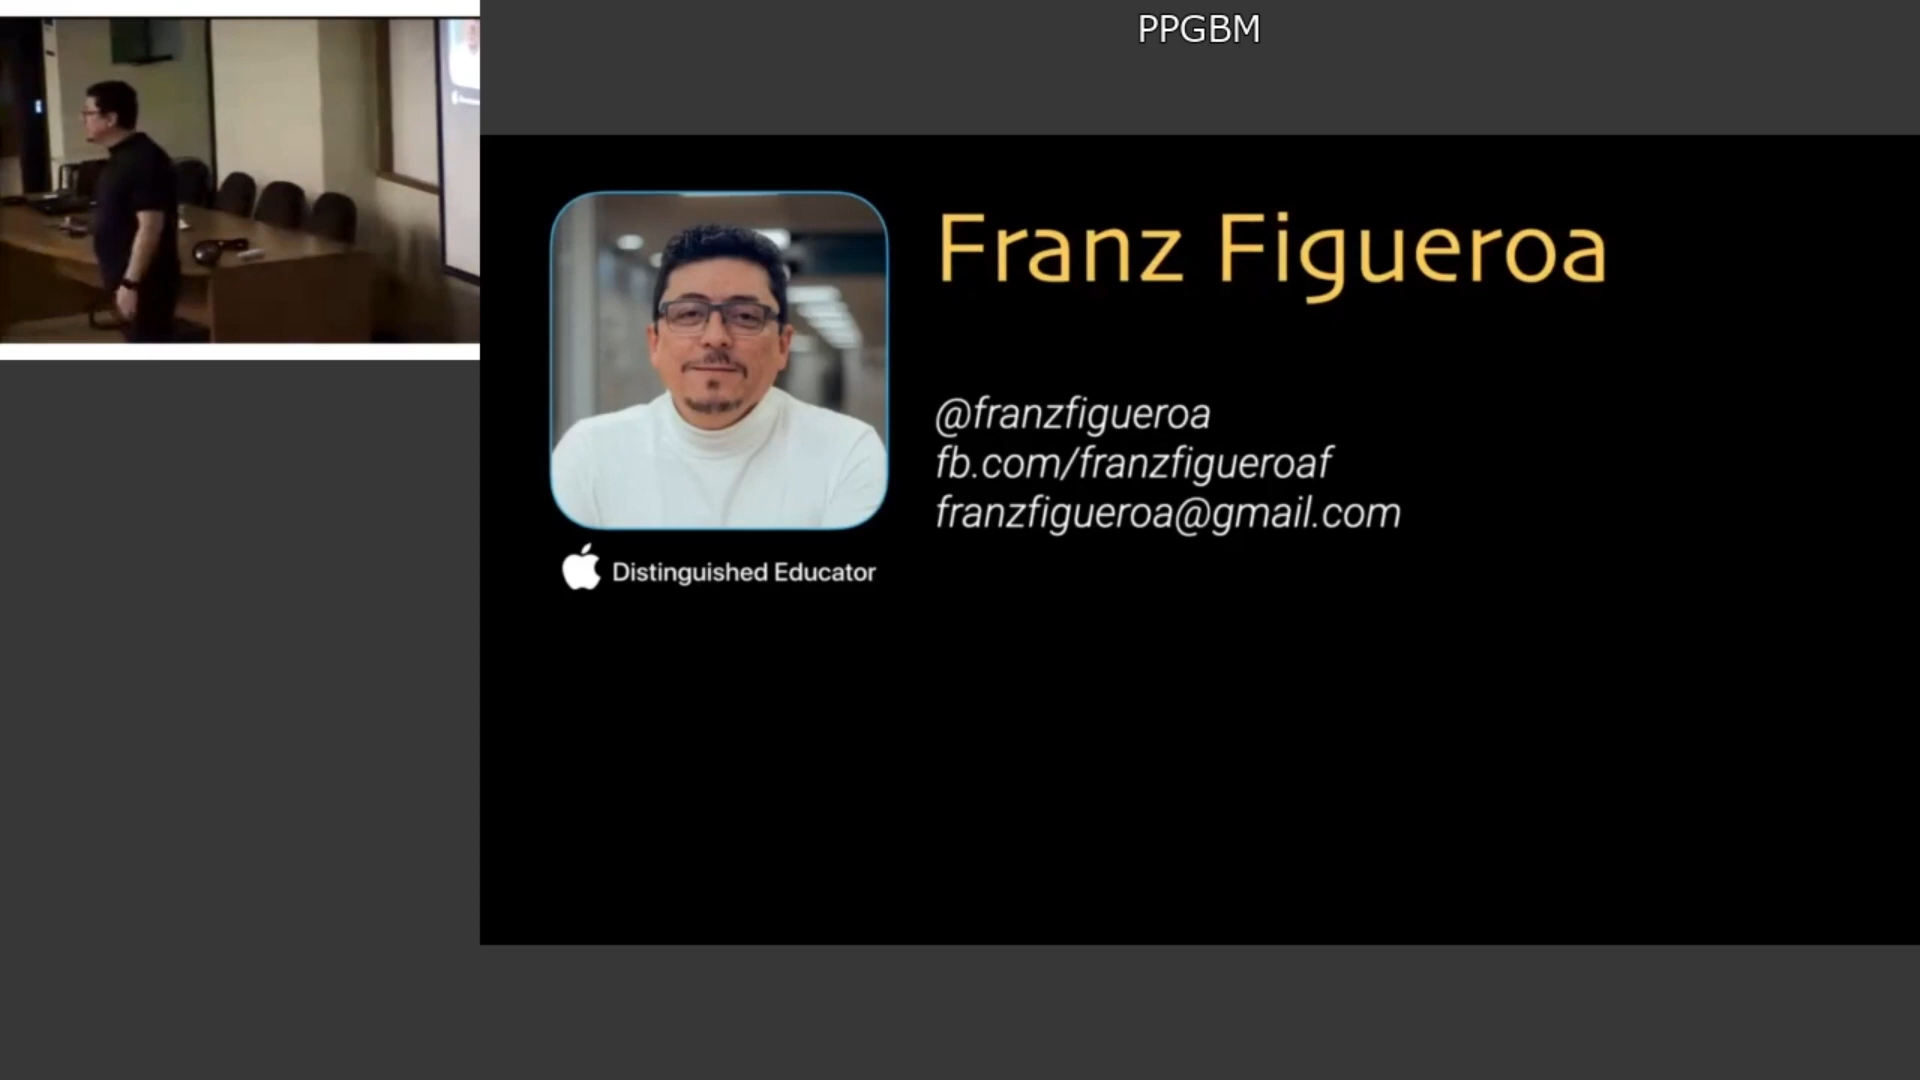 PPGBM
Franz Figueroa
@franzfigueroa
fb.com/franzfigueroaf
franzfigueroa@gmail.com
Distinguished Educator